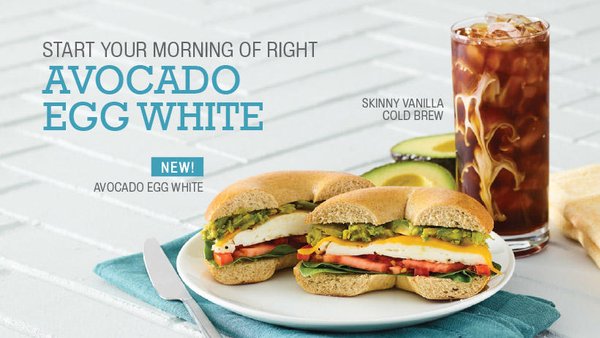 START YOUR MORNING OF RIGHT
AVOCADO
EGG WHITE
SKINNY VANILLA
COLD BREW
NEW!
AVOCADO EGG WHITE